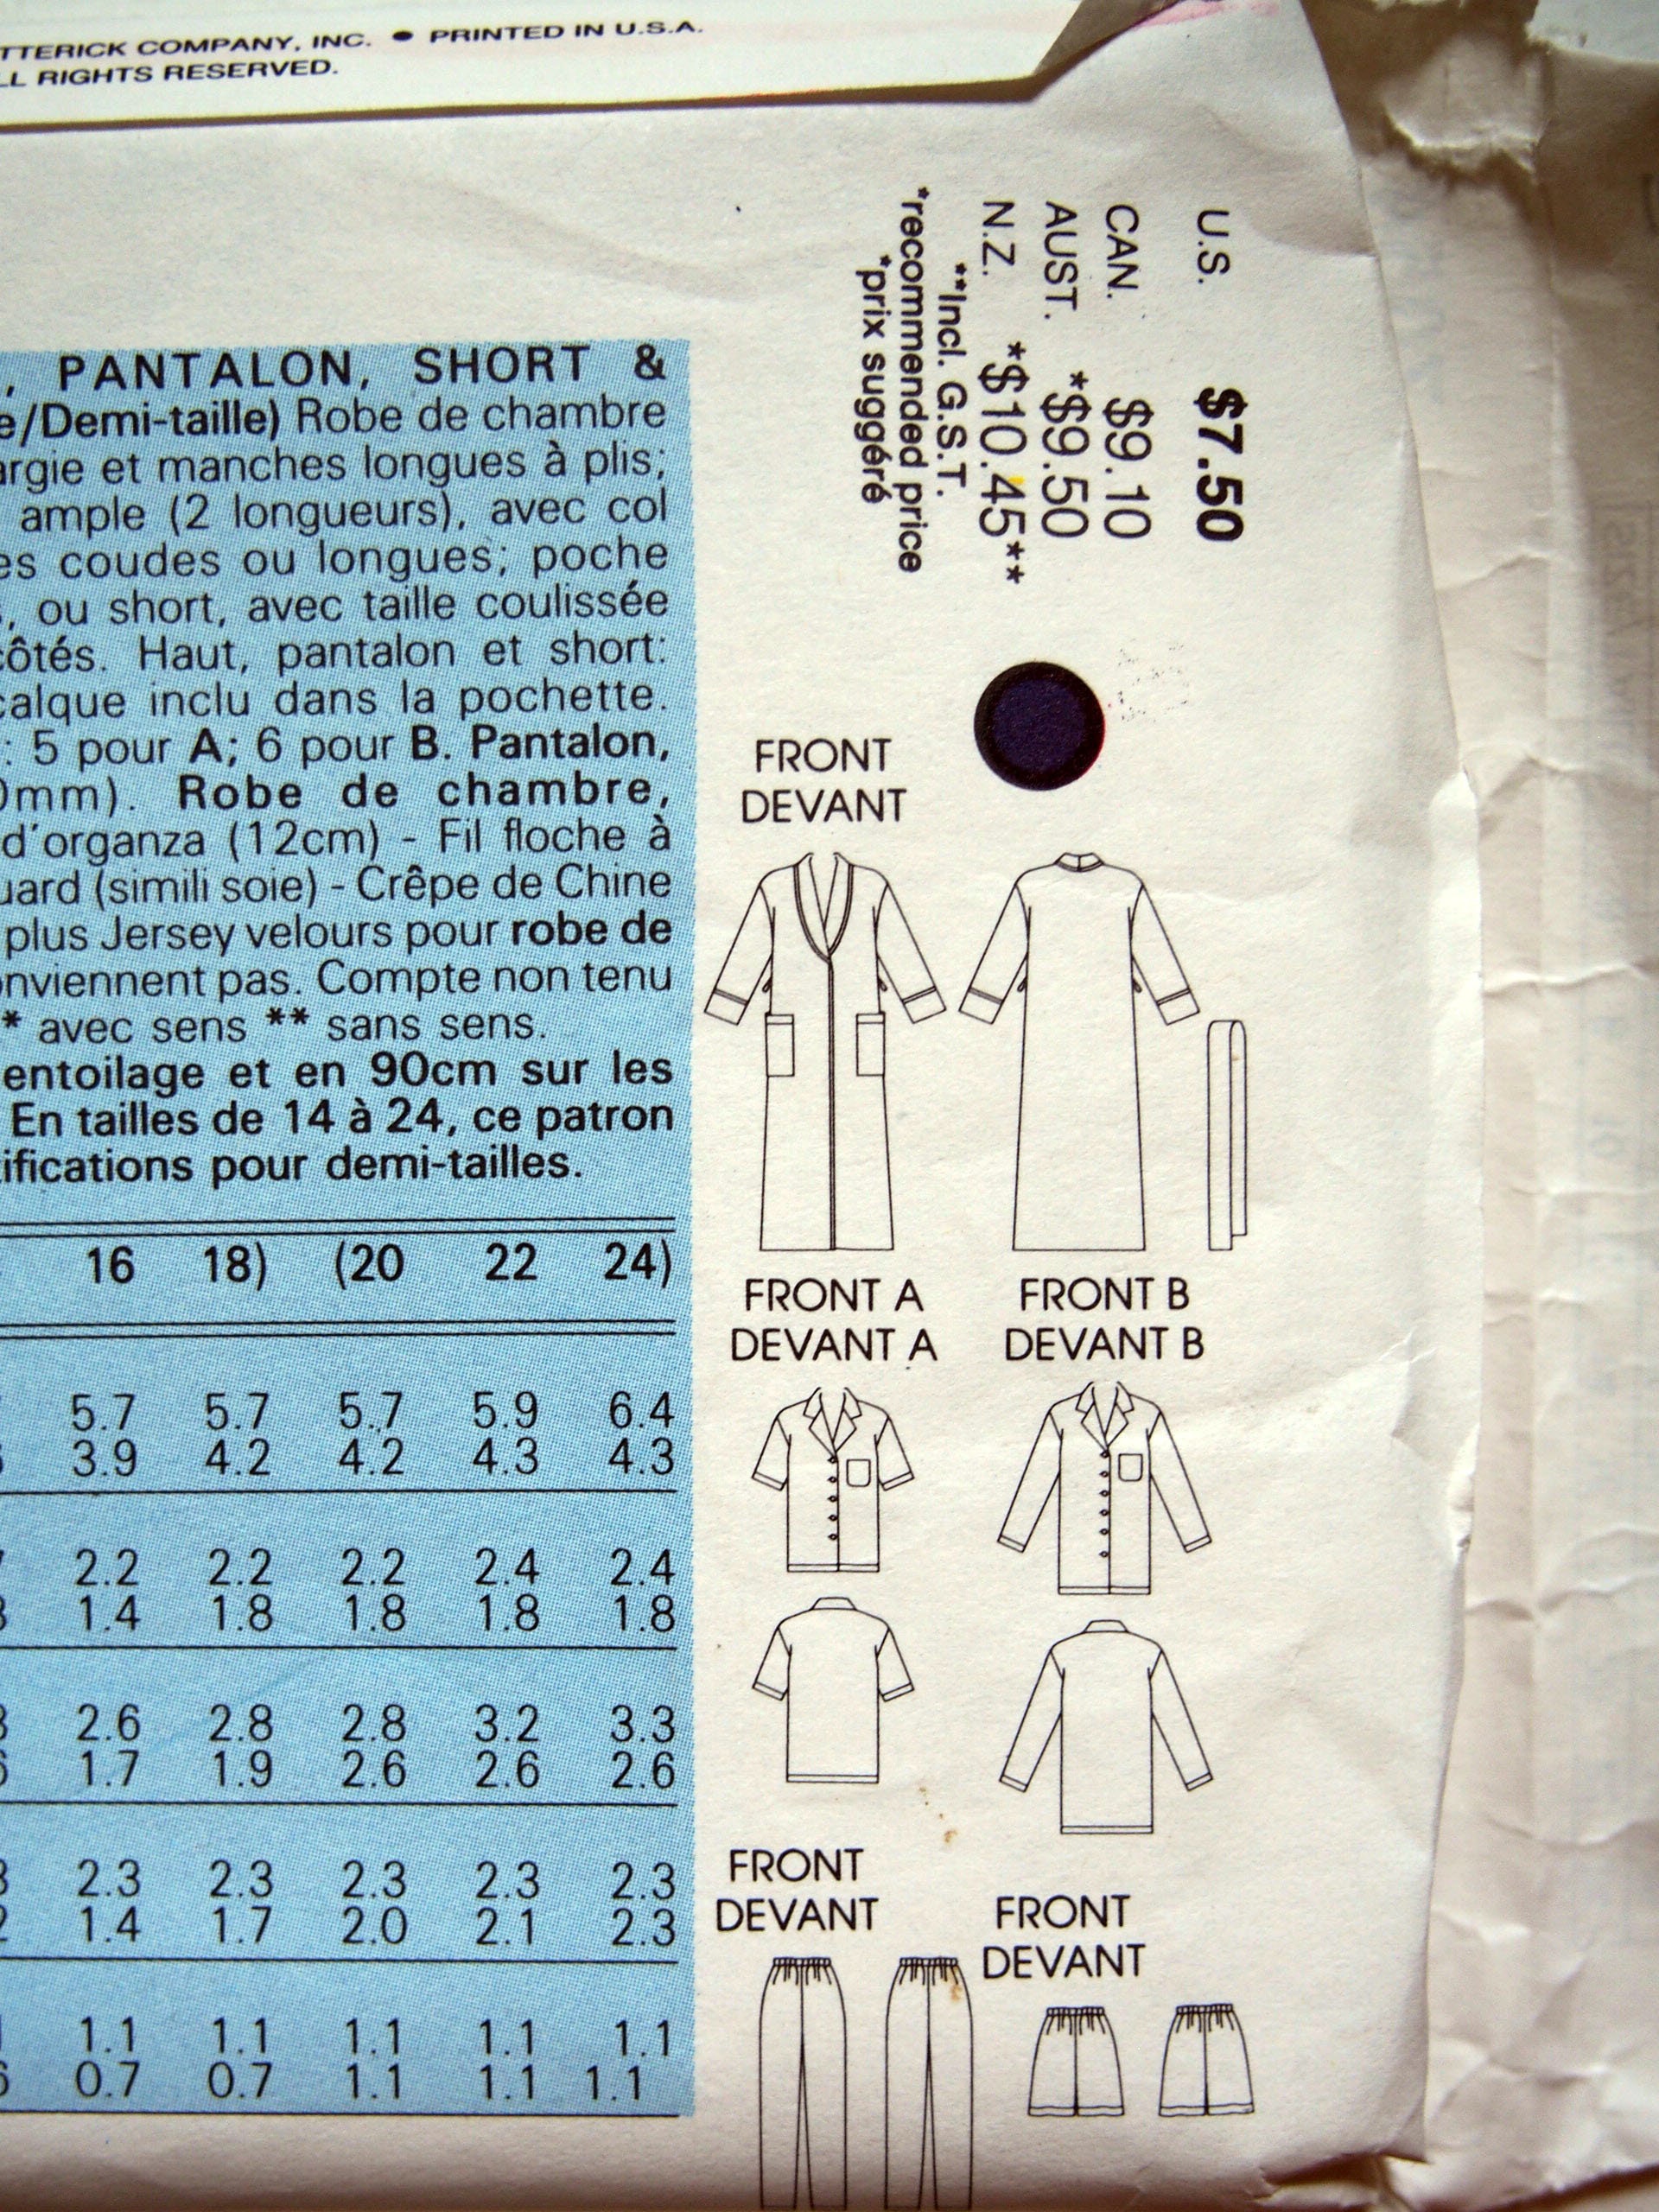 COMPANY, INC. ● PRINTED IN U.S.A.
RIGHTS RESERVED.
U.S. $7.50
CAN. $9.10
AUST. *$9.50
N.Z. *$10.45**
**Incl. G.S.T.
*recommended price
*prix suggéré
, PANTALON, SHORT &
/Demi-taille) Robe de chambre
et manches longues à plis;
ample (2 longueurs), avec col
coudes ou longues; poche
, ou short, avec taille coulissée
côtés. Haut, pantalon et short:
calque inclu dans la pochette.
: 5 pour A; 6 pour B. Pantalon,
mm). Robe de chambre,
d'organza (12cm) - Fil floche à
(simili soie) - Crêpe de Chine
plus Jersey velours pour robe de
conviennent pas. Compte non tenu
* avec sens ** sans sens.
entoilage et en 90cm sur les
En tailles de 14 à 24, ce patron
pour demi-tailles.
16 18) (20 22 24)
5.7 5.7 5.7 5.9 6.4
3.9 4.2 4.2 4.3 4.3
2.2 2.2 2.2 2.4 2.4
1.4 1.8 1.8 1.8 1.8
2.6 2.8 2.8 3.2 3.3
1.7 1.9 2.6 2.6 2.6
2.3 2.3 2.3 2.3 2.3
1.4 1.7 2.0 2.1 2.3
1.1 1.1 1.1 1.1 1.1
0.7 0.7 1.1 1.1 1.1
FRONT
DEVANT
FRONT A
DEVANT A
FRONT B
DEVANT B
FRONT
DEVANT
FRONT
DEVANT